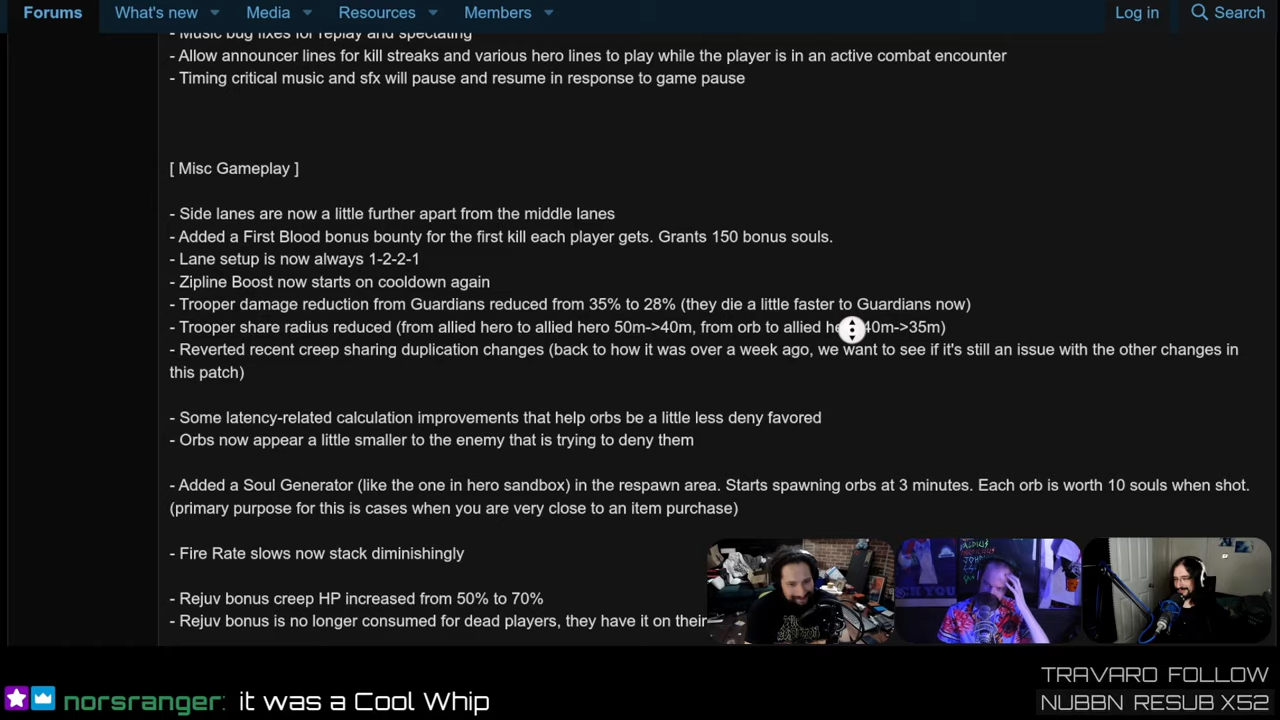 Forums What's new Media Resources Members Log in Search
- Music bug fixes for replay and spectating
- Allow announcer lines for kill streaks and various hero lines to play while the player is in an active combat encounter
- Timing critical music and sfx will pause and resume in response to game pause
[ Misc Gameplay ]
- Side lanes are now a little further apart from the middle lanes
- Added a First Blood bonus bounty for the first kill each player gets. Grants 150 bonus souls.
- Lane setup is now always 1-2-2-1
- Zipline Boost now starts on cooldown again
- Trooper damage reduction from Guardians reduced from 35% to 28% (they die a little faster to Guardians now)
- Trooper share radius reduced (from allied hero to allied hero 50m->40m, from orb to allied 40m->35m)
- Reverted recent creep sharing duplication changes (back to how it was over a week ago, we want to see if it's still an issue with the other changes in
this patch)
- Some latency-related calculation improvements that help orbs be a little less deny favored
- Orbs now appear a little smaller to the enemy that is trying to deny them
- Added a Soul Generator (like the one in hero sandbox) in the respawn area. Starts spawning orbs at 3 minutes. Each orb is worth 10 souls when shot.
(primary purpose for this is cases when you are very close to an item purchase)
- Fire Rate slows now stack diminishingly
- Rejuv bonus creep HP increased from 50% to 70%
- Rejuv bonus is no longer consumed for dead players, they have it on their
TRAVARO FOLLOW
norsranger: it was a Cool Whip
NUBBN RESUB X52